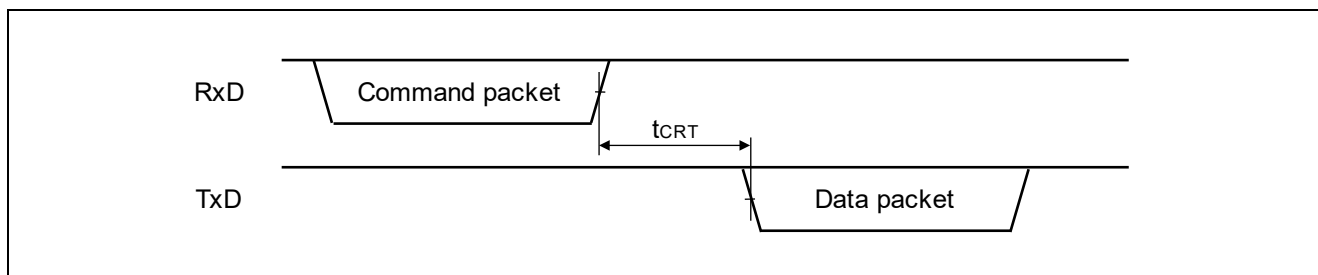 RxD
Command packet
tCRT
TxD
Data packet